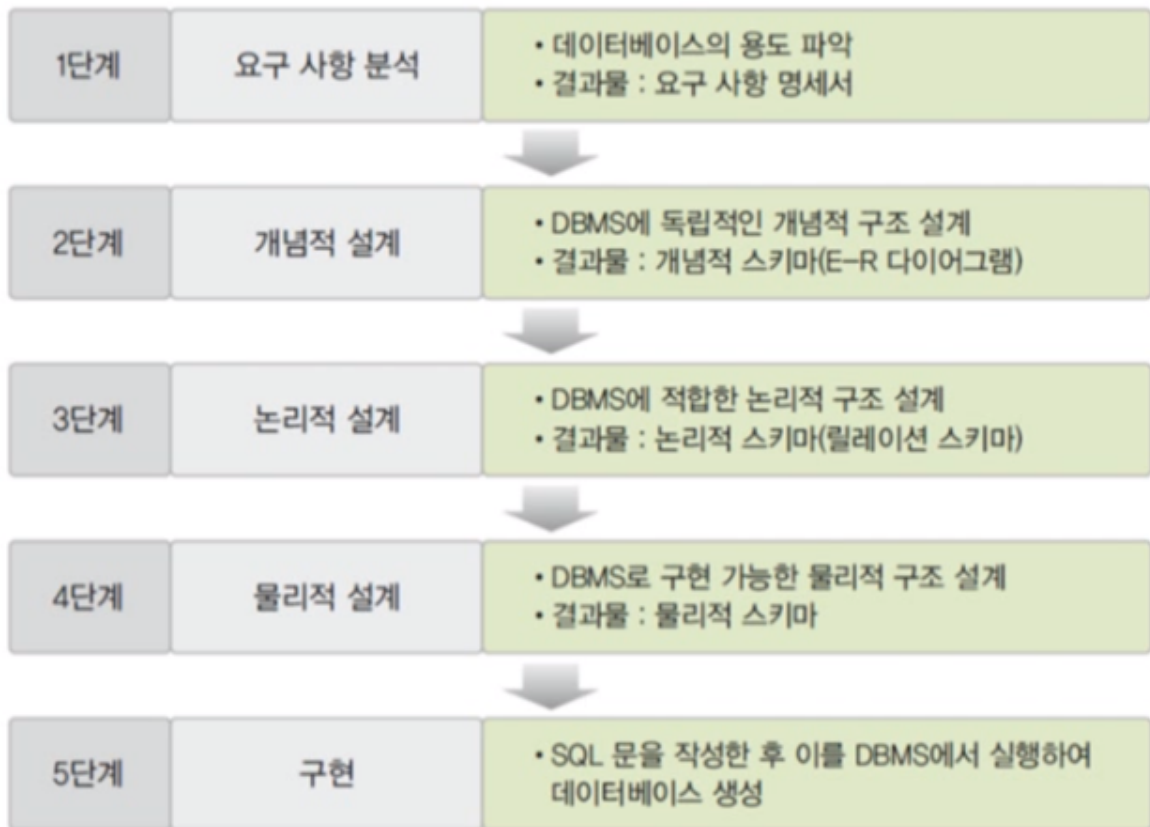 1단계
요구 사항 분석
• 데이터베이스의 용도 파악
• 결과물 : 요구 사항 명세서
2단계
개념적 설계
• DBMS에 독립적인 개념적 구조 설계
• 결과물 : 개념적 스키마(E-R 다이어그램)
3단계
논리적 설계
• DBMS에 적합한 논리적 구조 설계
• 결과물 : 논리적 스키마(릴레이션 스키마)
4단계
물리적 설계
• DBMS로 구현 가능한 물리적 구조 설계
• 결과물 : 물리적 스키마
5단계
구현
• SQL 문을 작성한 후 이를 DBMS에서 실행하여
데이터베이스 생성